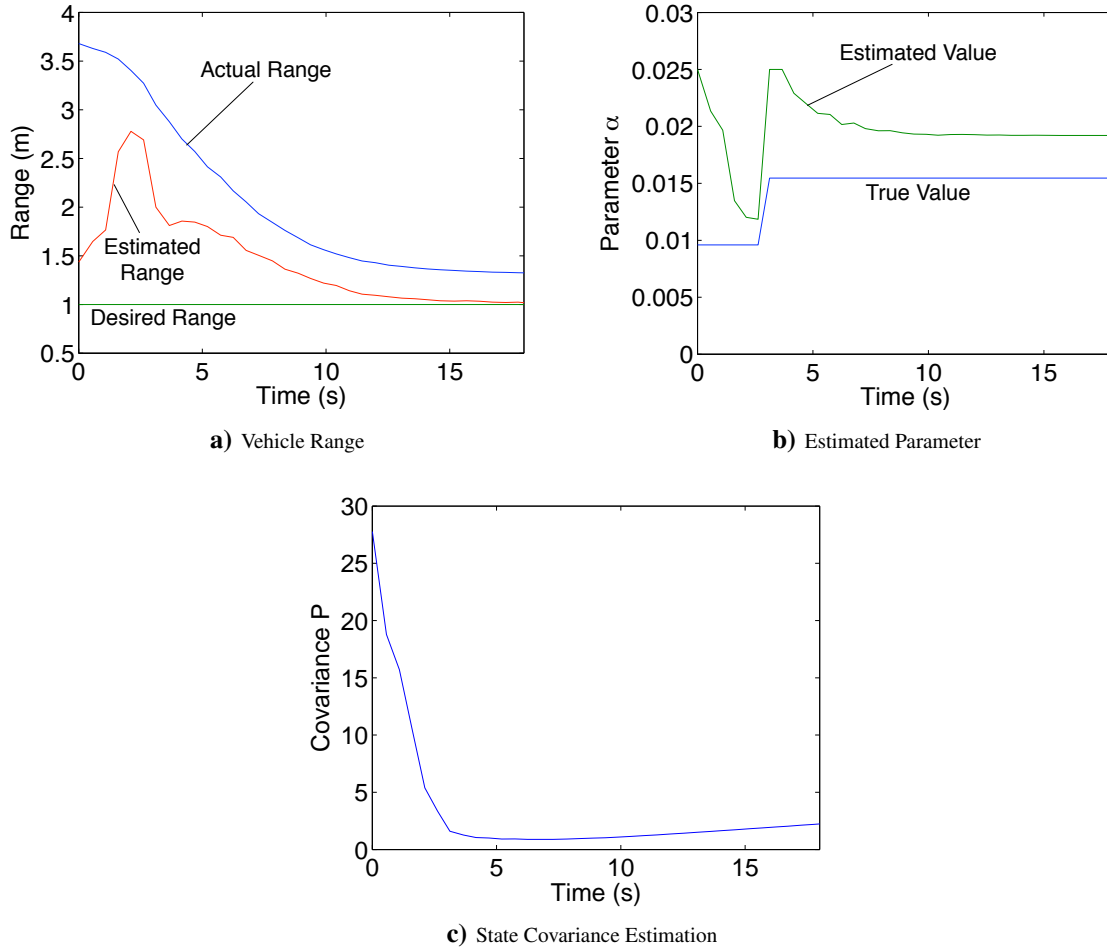 4
3.5
3
2.5
2
1.5
1
0.5
Range (m)
Actual Range
Estimated
Range
Desired Range
0
5
10
15
Time (s)
a) Vehicle Range
0.03
0.025
0.02
0.015
0.01
0.005
0
Parameter α
Estimated Value
True Value
0
5
10
15
Time (s)
b) Estimated Parameter
30
25
20
15
10
5
0
Covariance P
0
5
10
15
Time (s)
c) State Covariance Estimation